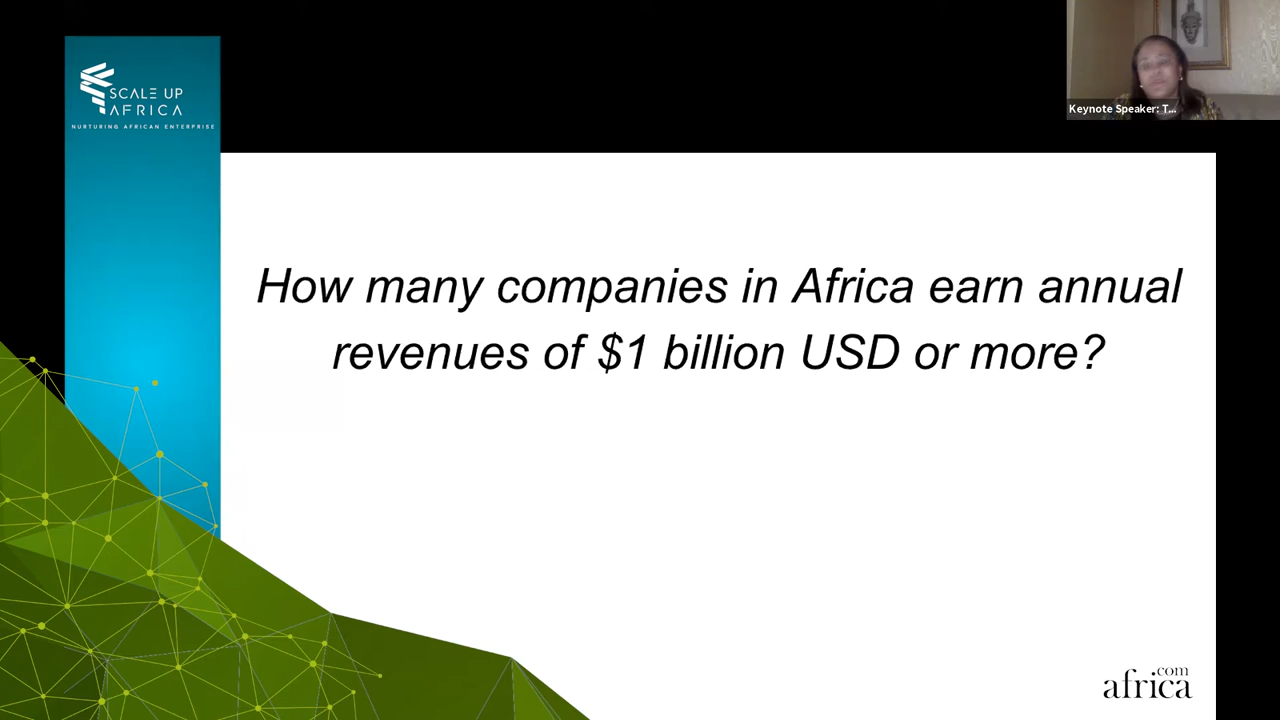 SCALE UP
AFRICA
NURTURING AFRICAN ENTERPRISE
Keynote Speaker: T...
How many companies in Africa earn annual
revenues of $1 billion USD or more?
.com
africa